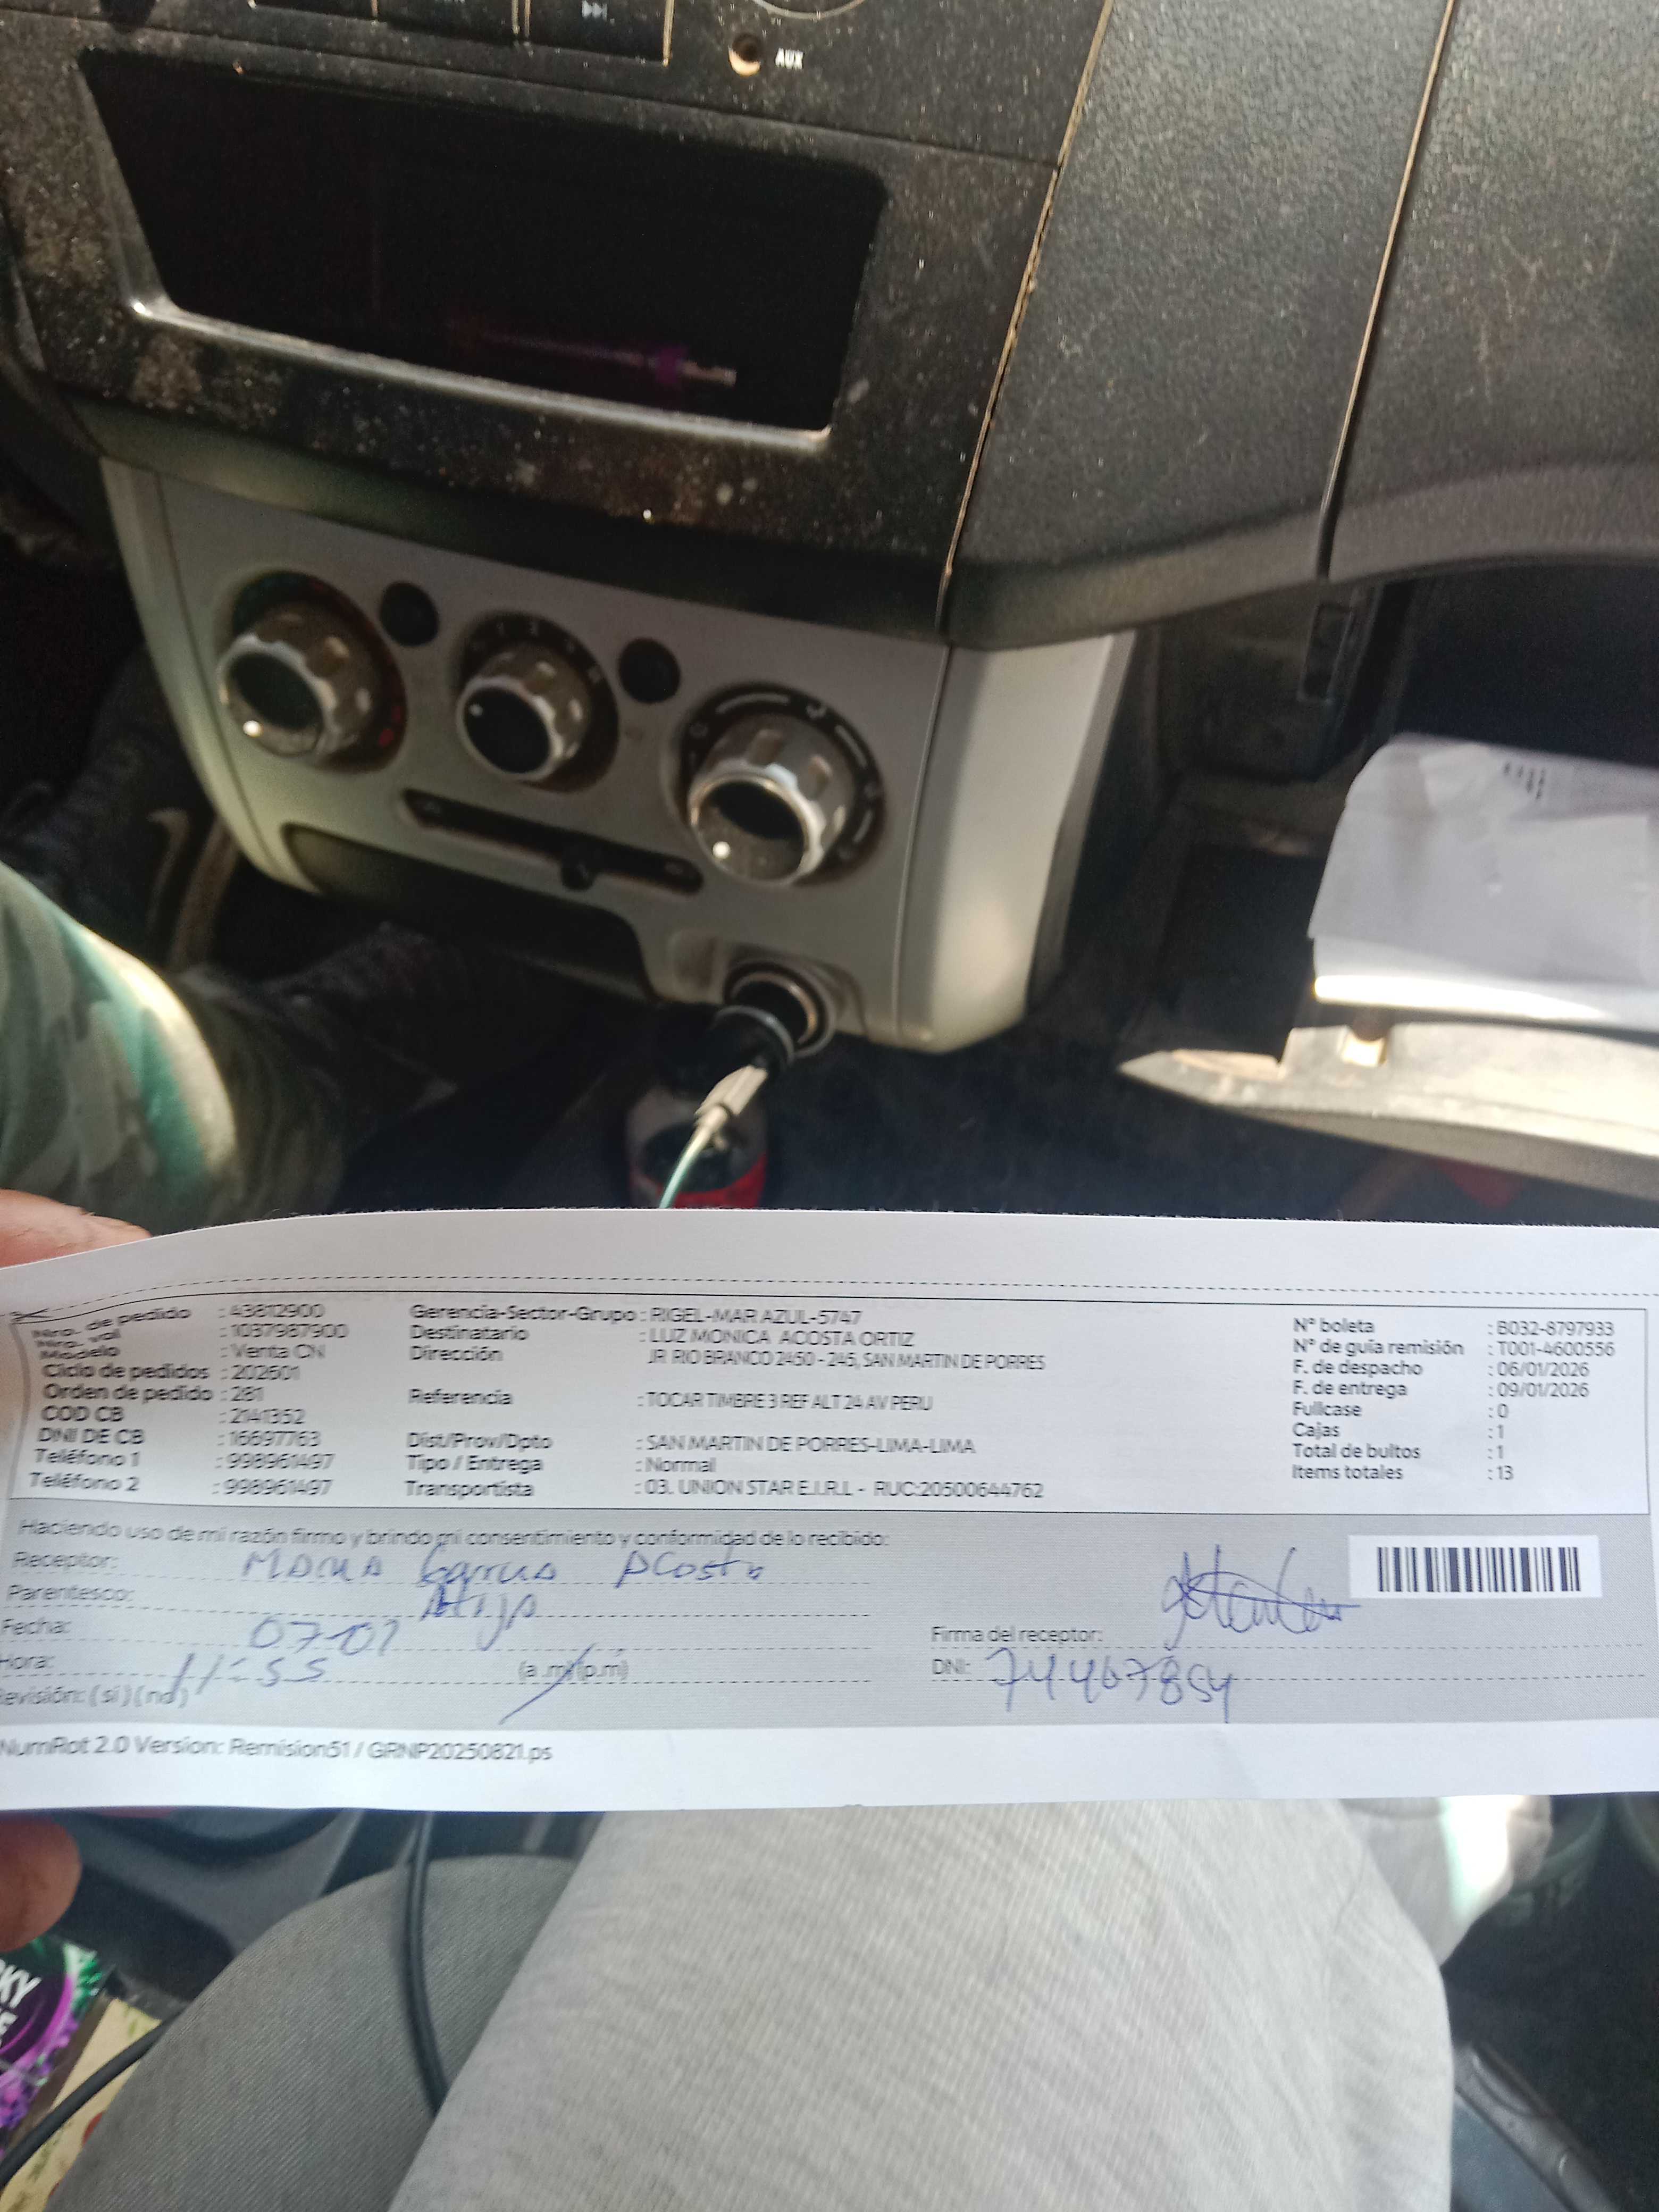 AUX
Nro. de pedido : 43812900
Nro. val : 1037987900
Modelo : Venta CN
Ciclo de pedidos : 202601
Orden de pedido : 281
COD CB : 2141352
DNI DE CB : 16697763
Teléfono 1 : 998961497
Teléfono 2 : 998961497
Gerencia-Sector-Grupo : RIGEL-MAR AZUL-5747
Destinatario : LUZ MONICA ACOSTA ORTIZ
Dirección JR RIO BRANCO 2450 - 245, SAN MARTIN DE PORRES
Referencia : TOCAR TIMBRE 3 REF ALT 24 AV PERU
Dist/Prov/Dpto : SAN MARTIN DE PORRES-LIMA-LIMA
Tipo / Entrega : Normal
Transportista : 03. UNION STAR E.I.R.L - RUC:20500644762
N° boleta : B032-8797933
N° de guía remisión : T001-4600556
F. de despacho : 06/01/2026
F. de entrega : 09/01/2026
Fullcase : 0
Cajas : 1
Total de bultos : 1
Items totales : 13
Haciendo uso de mi razón firmo y brindo mi consentimiento y conformidad de lo recibido:
Receptor: Acosta
Parentesco: Hija
Fecha: 07-01
Hora: 11:55 (a.m)(p.m)
Revisión: (si) (no)
Firma del receptor:
DNI: 74467854
NumRot 2.0 Version: Remision51 / GRNP20250821.ps